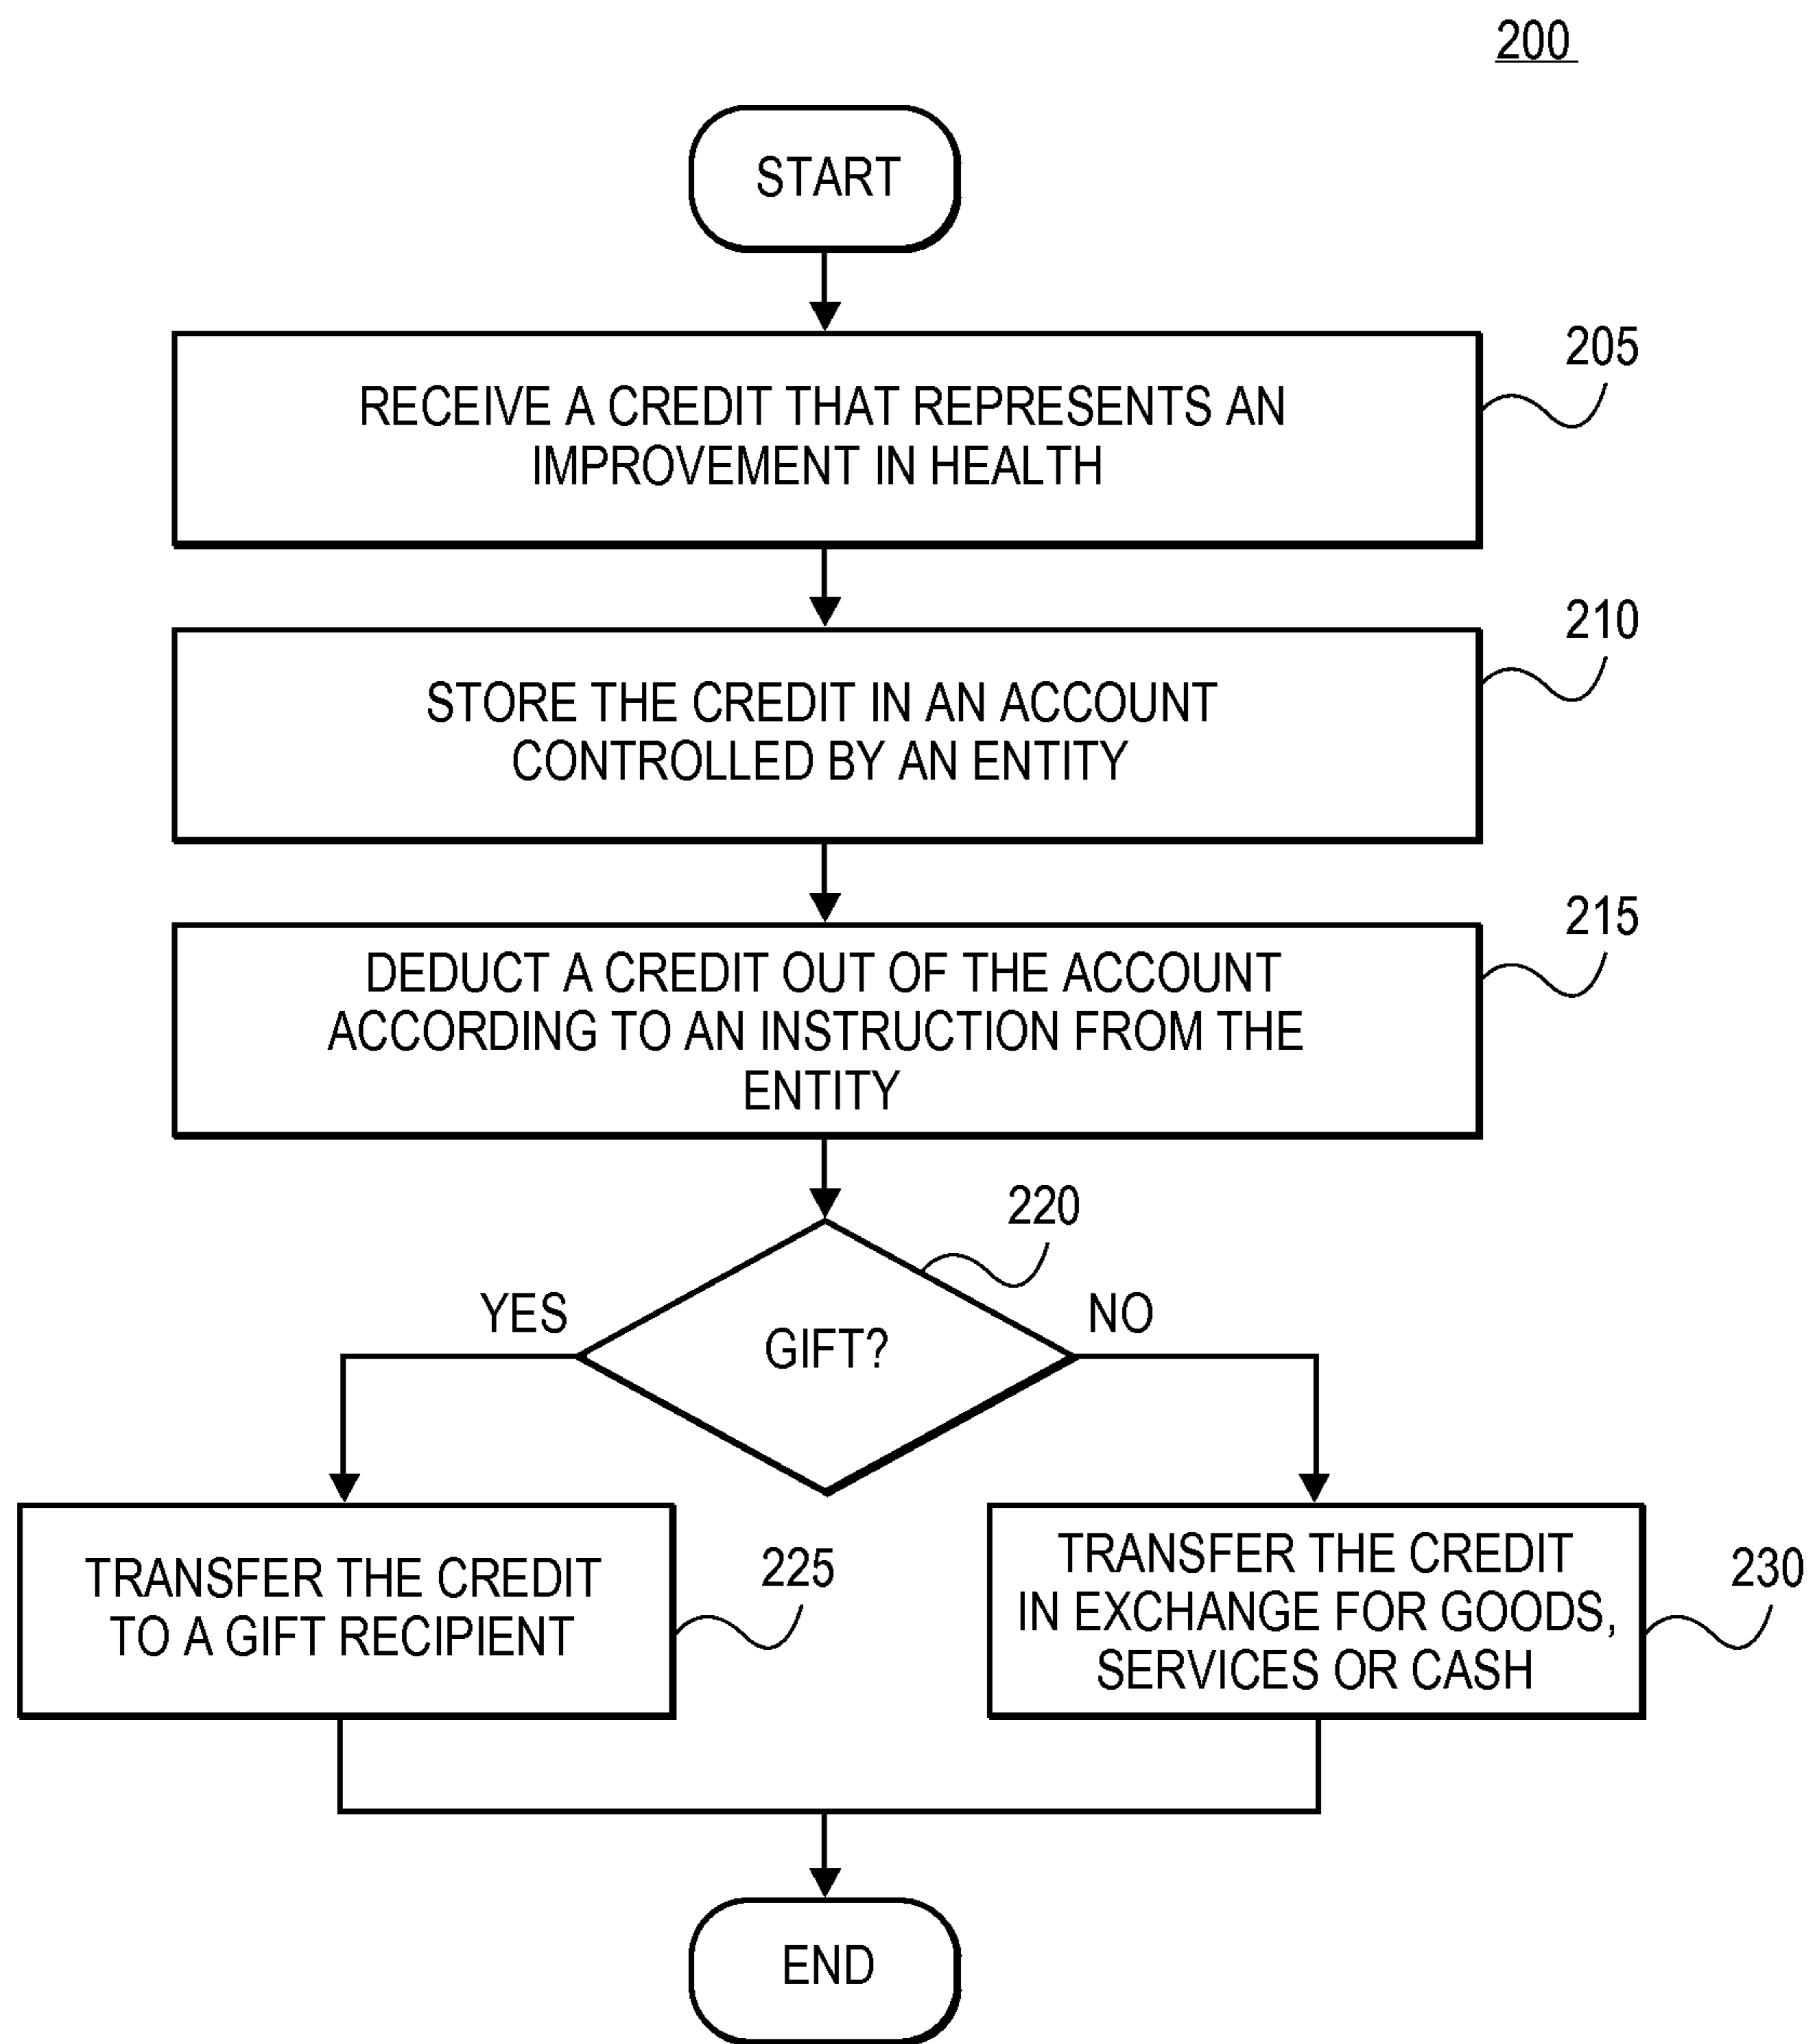 200
START
RECEIVE A CREDIT THAT REPRESENTS AN
IMPROVEMENT IN HEALTH
205
STORE THE CREDIT IN AN ACCOUNT
CONTROLLED BY AN ENTITY
210
DEDUCT A CREDIT OUT OF THE ACCOUNT
ACCORDING TO AN INSTRUCTION FROM THE
ENTITY
215
220
YES
GIFT?
NO
TRANSFER THE CREDIT
TO A GIFT RECIPIENT
225
TRANSFER THE CREDIT
IN EXCHANGE FOR GOODS,
SERVICES OR CASH
230
END